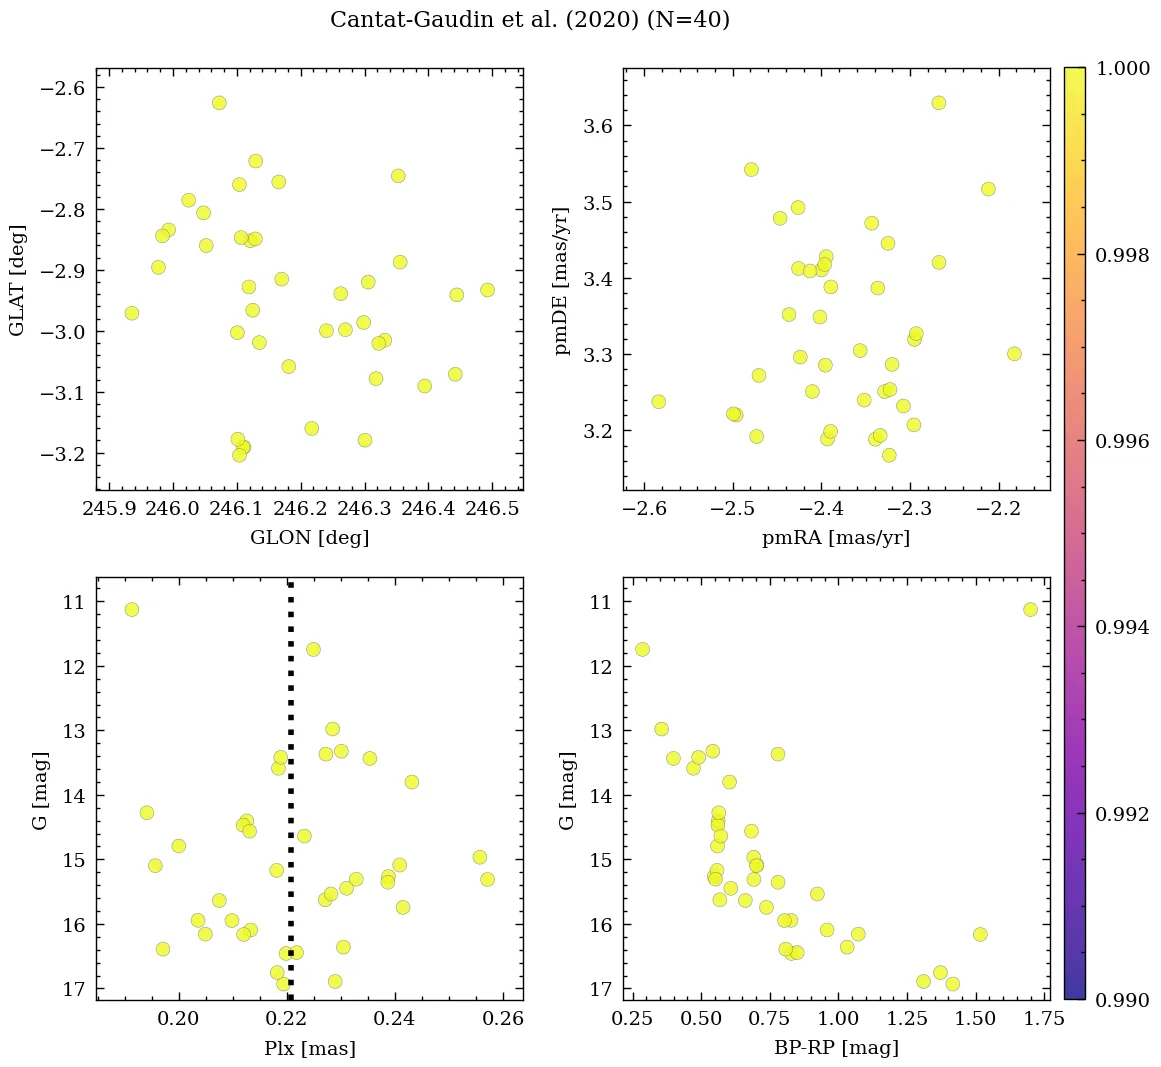 Cantat-Gaudin et al. (2020) (N=40)
−2.6
−2.7
−2.8
−2.9
−3.0
−3.1
−3.2
GLAT [deg]
245.9 246.0 246.1 246.2 246.3 246.4 246.5
GLON [deg]
3.6
3.5
3.4
3.3
3.2
pmDE [mas/yr]
−2.6 −2.5 −2.4 −2.3 −2.2
pmRA [mas/yr]
1.000
0.998
0.996
0.994
0.992
0.990
11
12
13
14
15
16
17
G [mag]
0.20 0.22 0.24 0.26
Plx [mas]
11
12
13
14
15
16
17
G [mag]
0.25 0.50 0.75 1.00 1.25 1.50 1.75
BP-RP [mag]